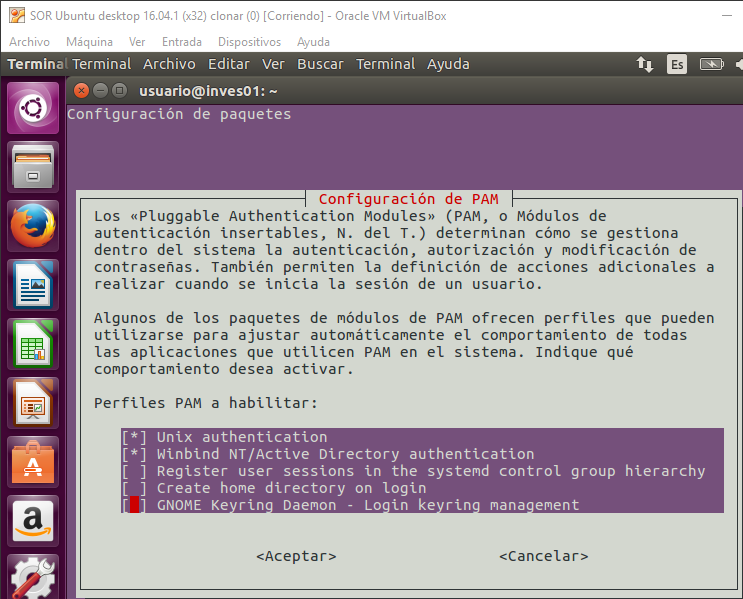 SOR Ubuntu desktop 16.04.1 (x32) clonar (0) [Corriendo] - Oracle VM VirtualBox
Archivo Máquina Ver Entrada Dispositivos Ayuda
Terminal Terminal Archivo Editar Ver Buscar Terminal Ayuda Es
usuario@inves01: ~
Configuración de paquetes
Configuración de PAM
Los «Pluggable Authentication Modules» (PAM, o Módulos de
autenticación insertables, N. del T.) determinan cómo se gestiona
dentro del sistema la autenticación, autorización y modificación de
contraseñas. También permiten la definición de acciones adicionales a
realizar cuando se inicia la sesión de un usuario.
Algunos de los paquetes de módulos de PAM ofrecen perfiles que pueden
utilizarse para ajustar automáticamente el comportamiento de todas
las aplicaciones que utilicen PAM en el sistema. Indique qué
comportamiento desea activar.
Perfiles PAM a habilitar:
[*] Unix authentication
[*] Winbind NT/Active Directory authentication
[ ] Register user sessions in the systemd control group hierarchy
[ ] Create home directory on login
[ ] GNOME Keyring Daemon - Login keyring management
<Aceptar> <Cancelar>